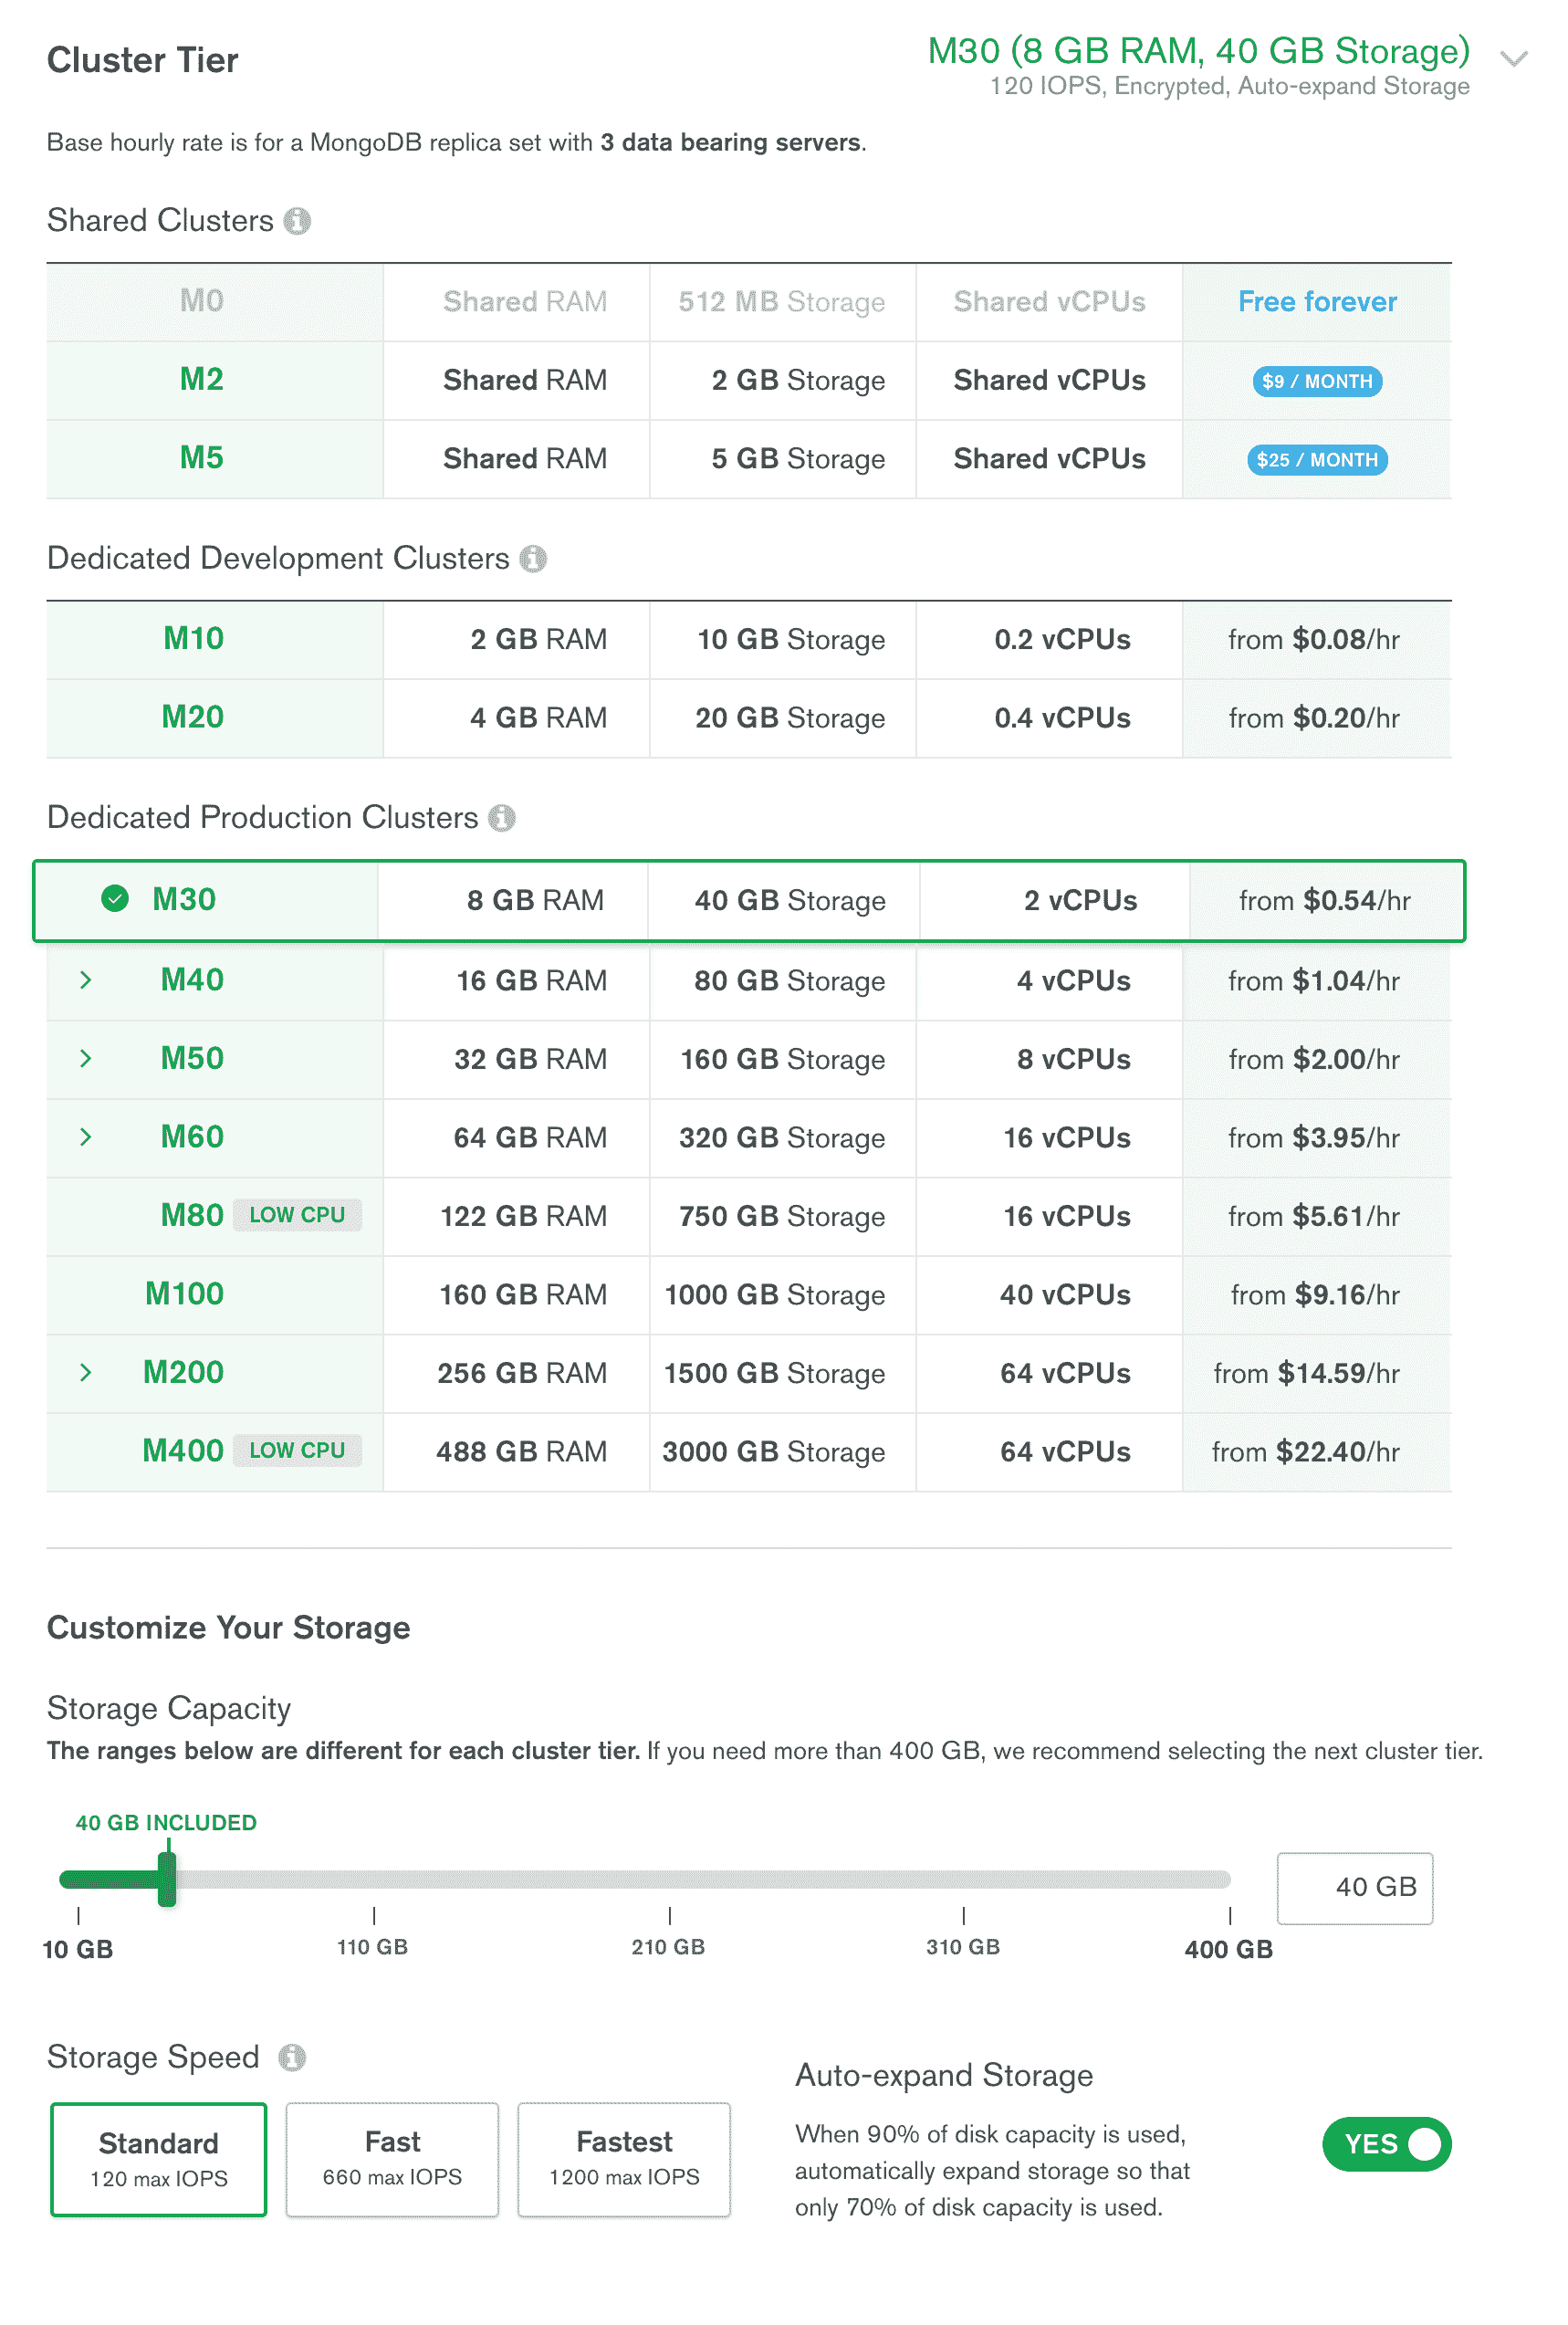 Cluster Tier
M30 (8 GB RAM, 40 GB Storage)
120 IOPS, Encrypted, Auto-expand Storage
Base hourly rate is for a MongoDB replica set with 3 data bearing servers.
Shared Clusters
M0 Shared RAM 512 MB Storage Shared vCPUs Free forever
M2 Shared RAM 2 GB Storage Shared vCPUs $9 / MONTH
M5 Shared RAM 5 GB Storage Shared vCPUs $25 / MONTH
Dedicated Development Clusters
M10 2 GB RAM 10 GB Storage 0.2 vCPUs from $0.08/hr
M20 4 GB RAM 20 GB Storage 0.4 vCPUs from $0.20/hr
Dedicated Production Clusters
M30 8 GB RAM 40 GB Storage 2 vCPUs from $0.54/hr
M40 16 GB RAM 80 GB Storage 4 vCPUs from $1.04/hr
M50 32 GB RAM 160 GB Storage 8 vCPUs from $2.00/hr
M60 64 GB RAM 320 GB Storage 16 vCPUs from $3.95/hr
M80 LOW CPU 122 GB RAM 750 GB Storage 16 vCPUs from $5.61/hr
M100 160 GB RAM 1000 GB Storage 40 vCPUs from $9.16/hr
M200 256 GB RAM 1500 GB Storage 64 vCPUs from $14.59/hr
M400 LOW CPU 488 GB RAM 3000 GB Storage 64 vCPUs from $22.40/hr
Customize Your Storage
Storage Capacity
The ranges below are different for each cluster tier. If you need more than 400 GB, we recommend selecting the next cluster tier.
40 GB INCLUDED
40 GB
10 GB 110 GB 210 GB 310 GB 400 GB
Storage Speed
Standard
120 max IOPS
Fast
660 max IOPS
Fastest
1200 max IOPS
Auto-expand Storage
When 90% of disk capacity is used,
automatically expand storage so that
only 70% of disk capacity is used.
YES